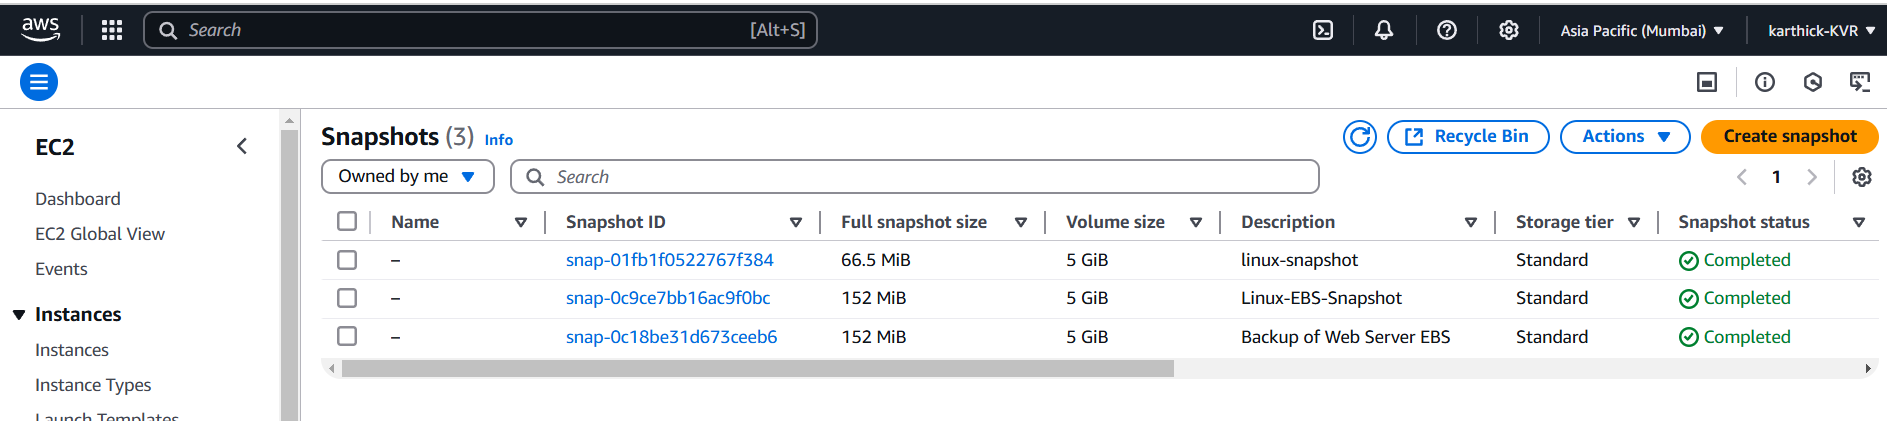 aws Search [Alt+S] Asia Pacific (Mumbai) karthick-KVR
EC2
Dashboard
EC2 Global View
Events
Instances
Instances
Instance Types
Launch Templates
Snapshots (3) Info Recycle Bin Actions Create snapshot
Owned by me Search 1
Name Snapshot ID Full snapshot size Volume size Description Storage tier Snapshot status
– snap-01fb1f0522767f384 66.5 MiB 5 GiB linux-snapshot Standard Completed
– snap-0c9ce7bb16ac9f0bc 152 MiB 5 GiB Linux-EBS-Snapshot Standard Completed
– snap-0c18be31d673ceeb6 152 MiB 5 GiB Backup of Web Server EBS Standard Completed